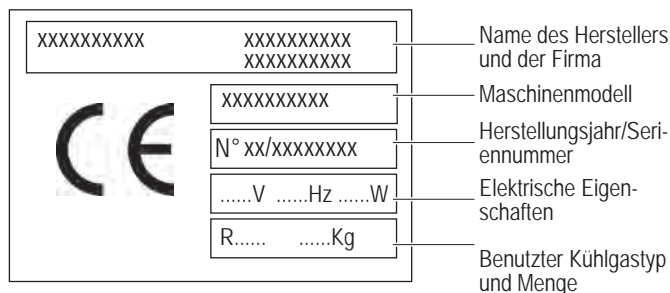 xxxxxxxxxx xxxxxxxxxx
xxxxxxxxxx
Name des Herstellers
und der Firma
CE
xxxxxxxxxx
Maschinenmodell
N° xx/xxxxxxxx
Herstellungsjahr/Seri-
ennummer
......V ......Hz ......W
Elektrische Eigen-
schaften
R...... ......Kg
Benutzter Kühlgastyp
und Menge